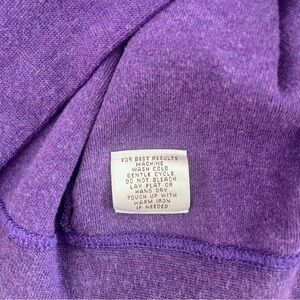 FOR BEST RESULTS
MACHINE
WASH COLD
GENTLE CYCLE
DO NOT BLEACH
LAY FLAT OR
HAND DRY
TOUCH UP WITH
WARM IRON
IF NEEDED